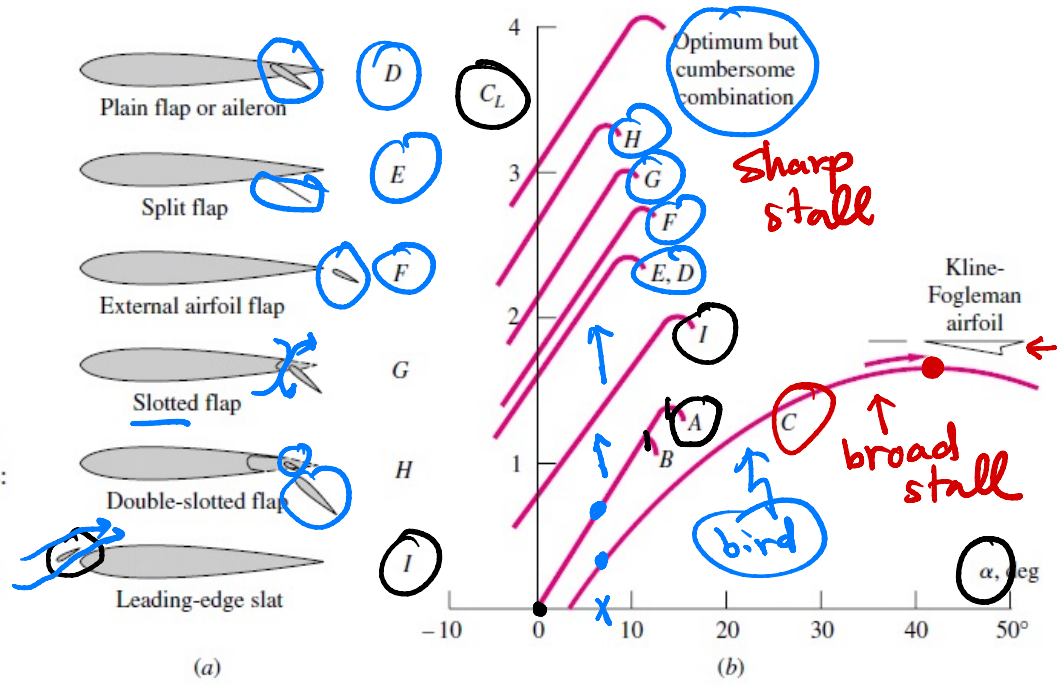 Plain flap or aileron
D
Split flap
E
External airfoil flap
F
Slotted flap
G
Double-slotted flap
H
:
Leading-edge slat
I
(a)
C_L
4
3
2
1
Optimum but
cumbersome
combination
H
G
F
E, D
I
A
B
C
sharp
stall
Kline-
Fogleman
airfoil
broad
stall
bird
x
α, deg
–10
0
10
20
30
40
50°
(b)